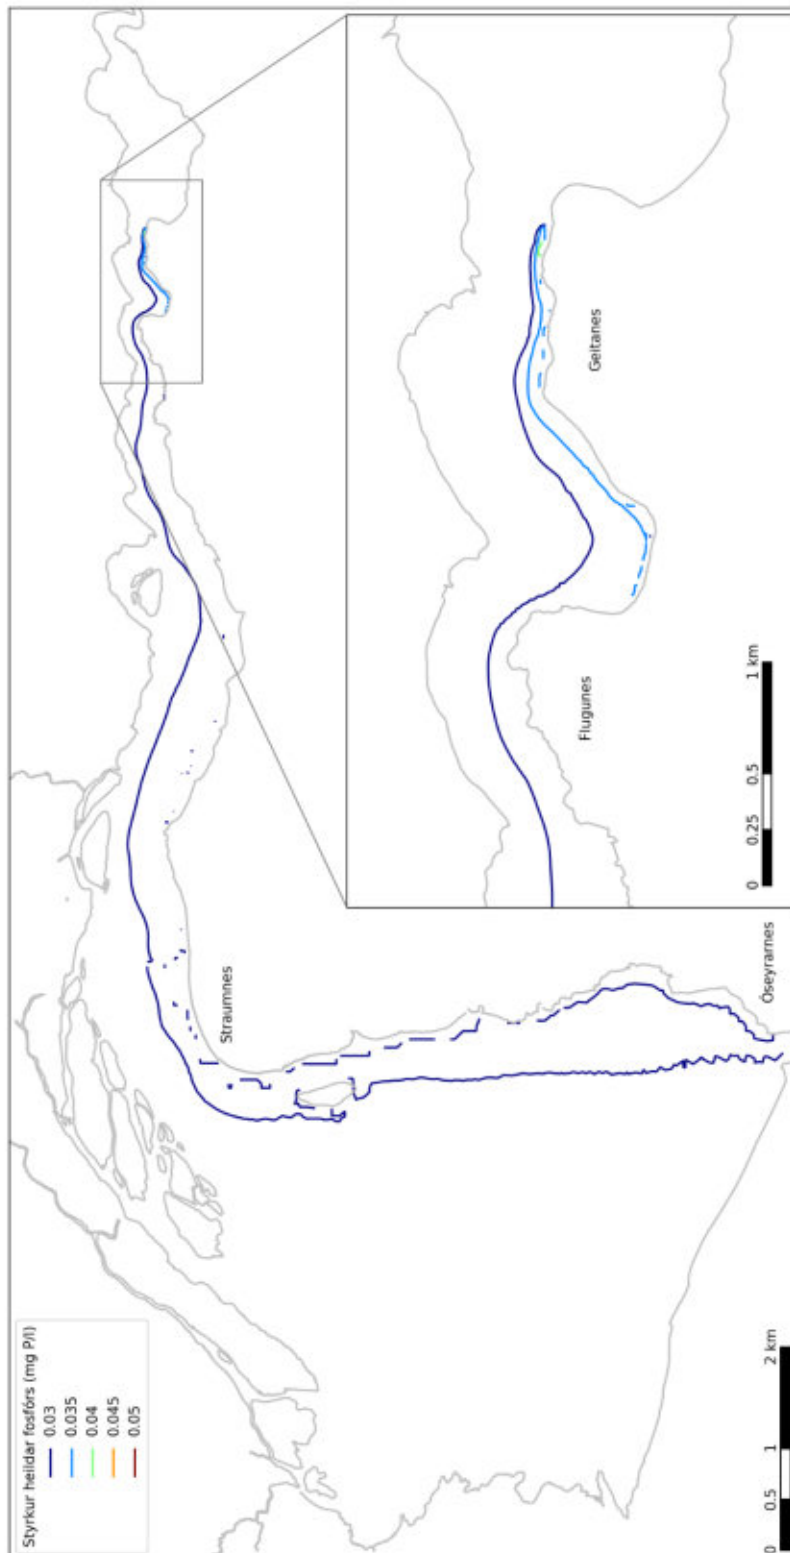 Styrkur heildar fosfórs (mg P/l)
0.03
0.035
0.04
0.045
0.05
Straumnes
Óseyrarnes
Flugunes
Geitanes
0 0.25 0.5 1 km
0 0.5 1 2 km